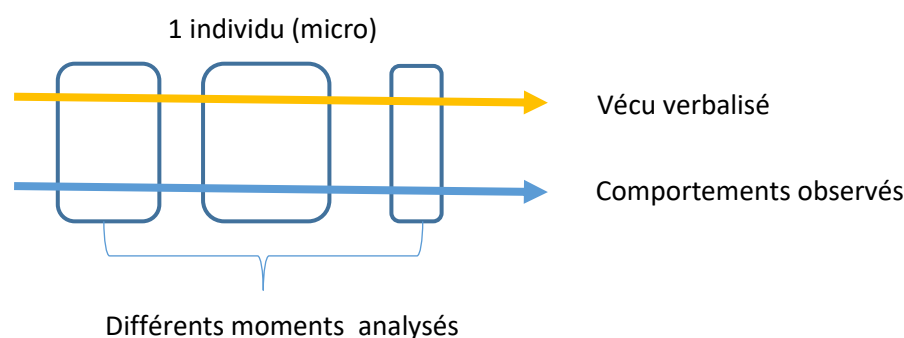 1 individu (micro)
Vécu verbalisé
Comportements observés
Différents moments analysés